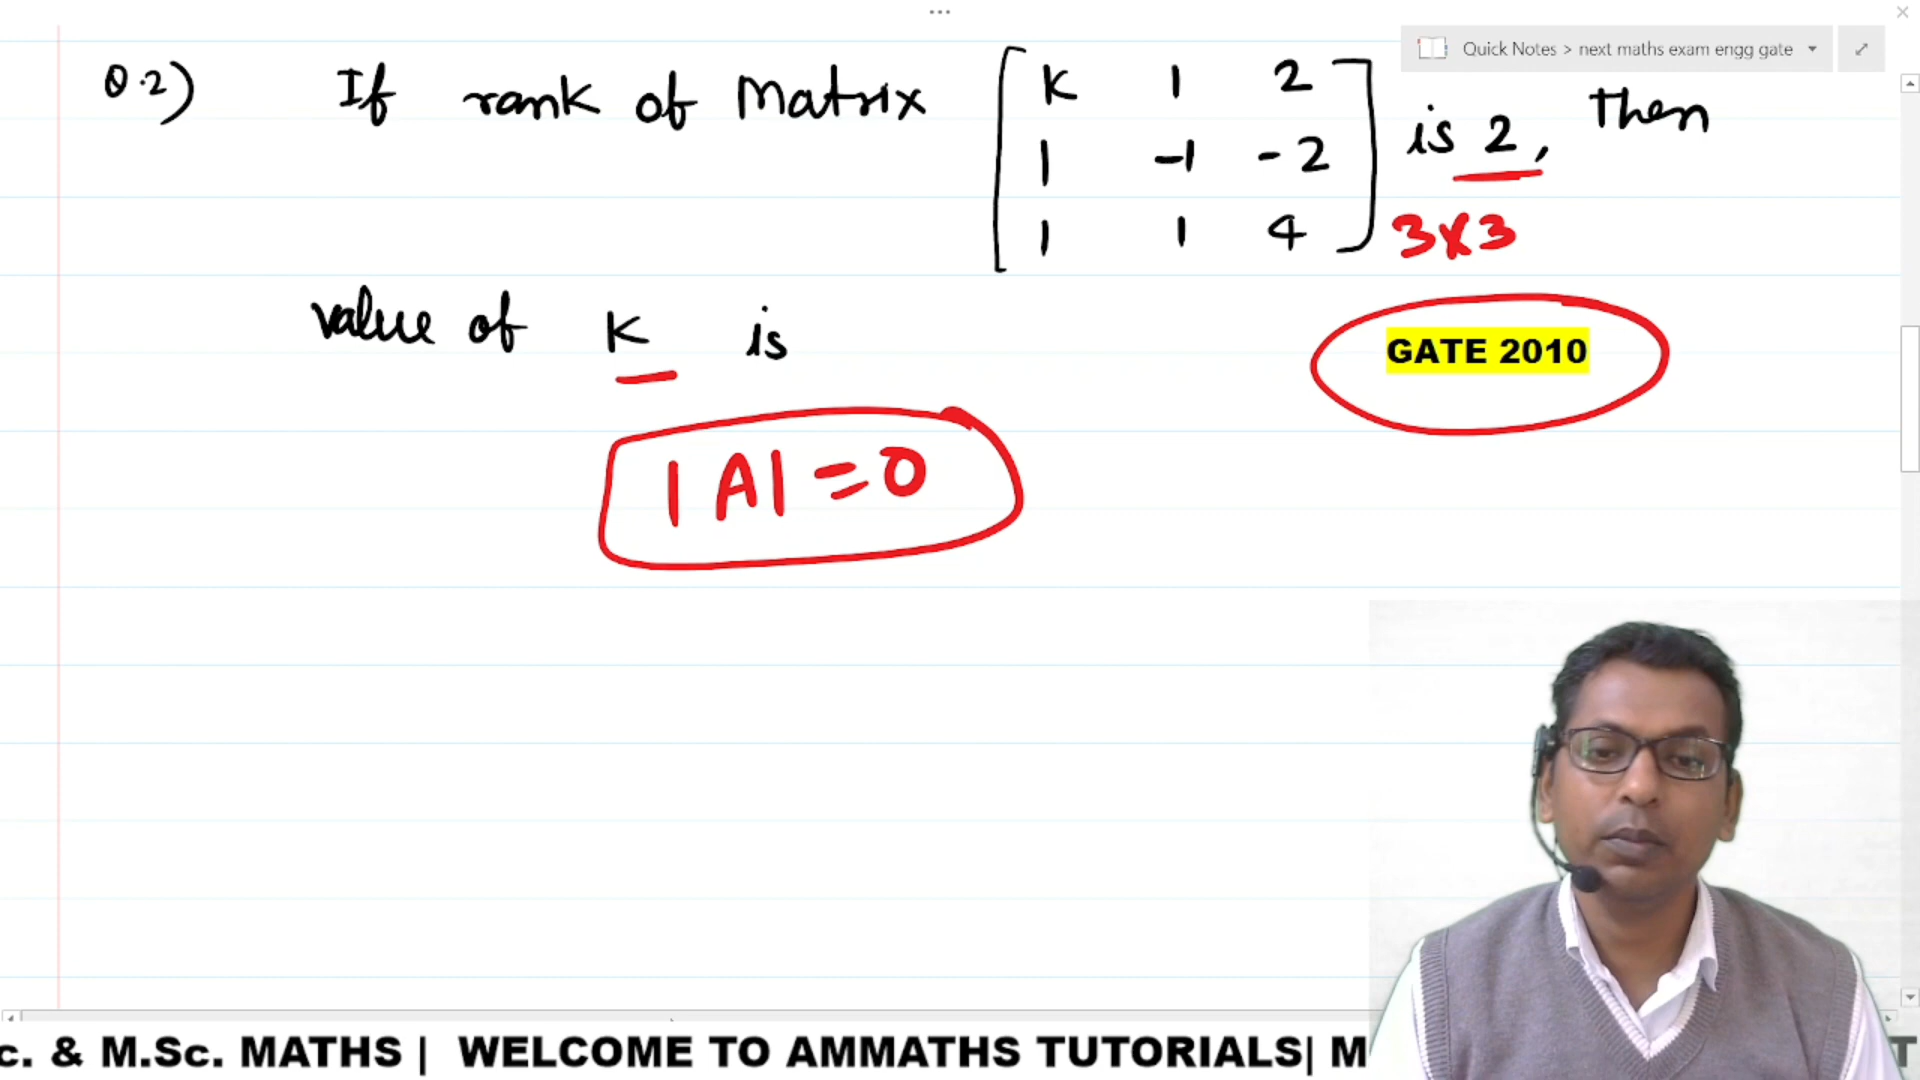 Quick Notes > next maths exam engg gate
Q.2) If rank of Matrix [ K 1 2 ] is 2, then
1 -1 -2
1 1 4 3x3
value of K is
GATE 2010
|A| = 0
c. & M.Sc. MATHS | WELCOME TO AMMATHS TUTORIALS| M